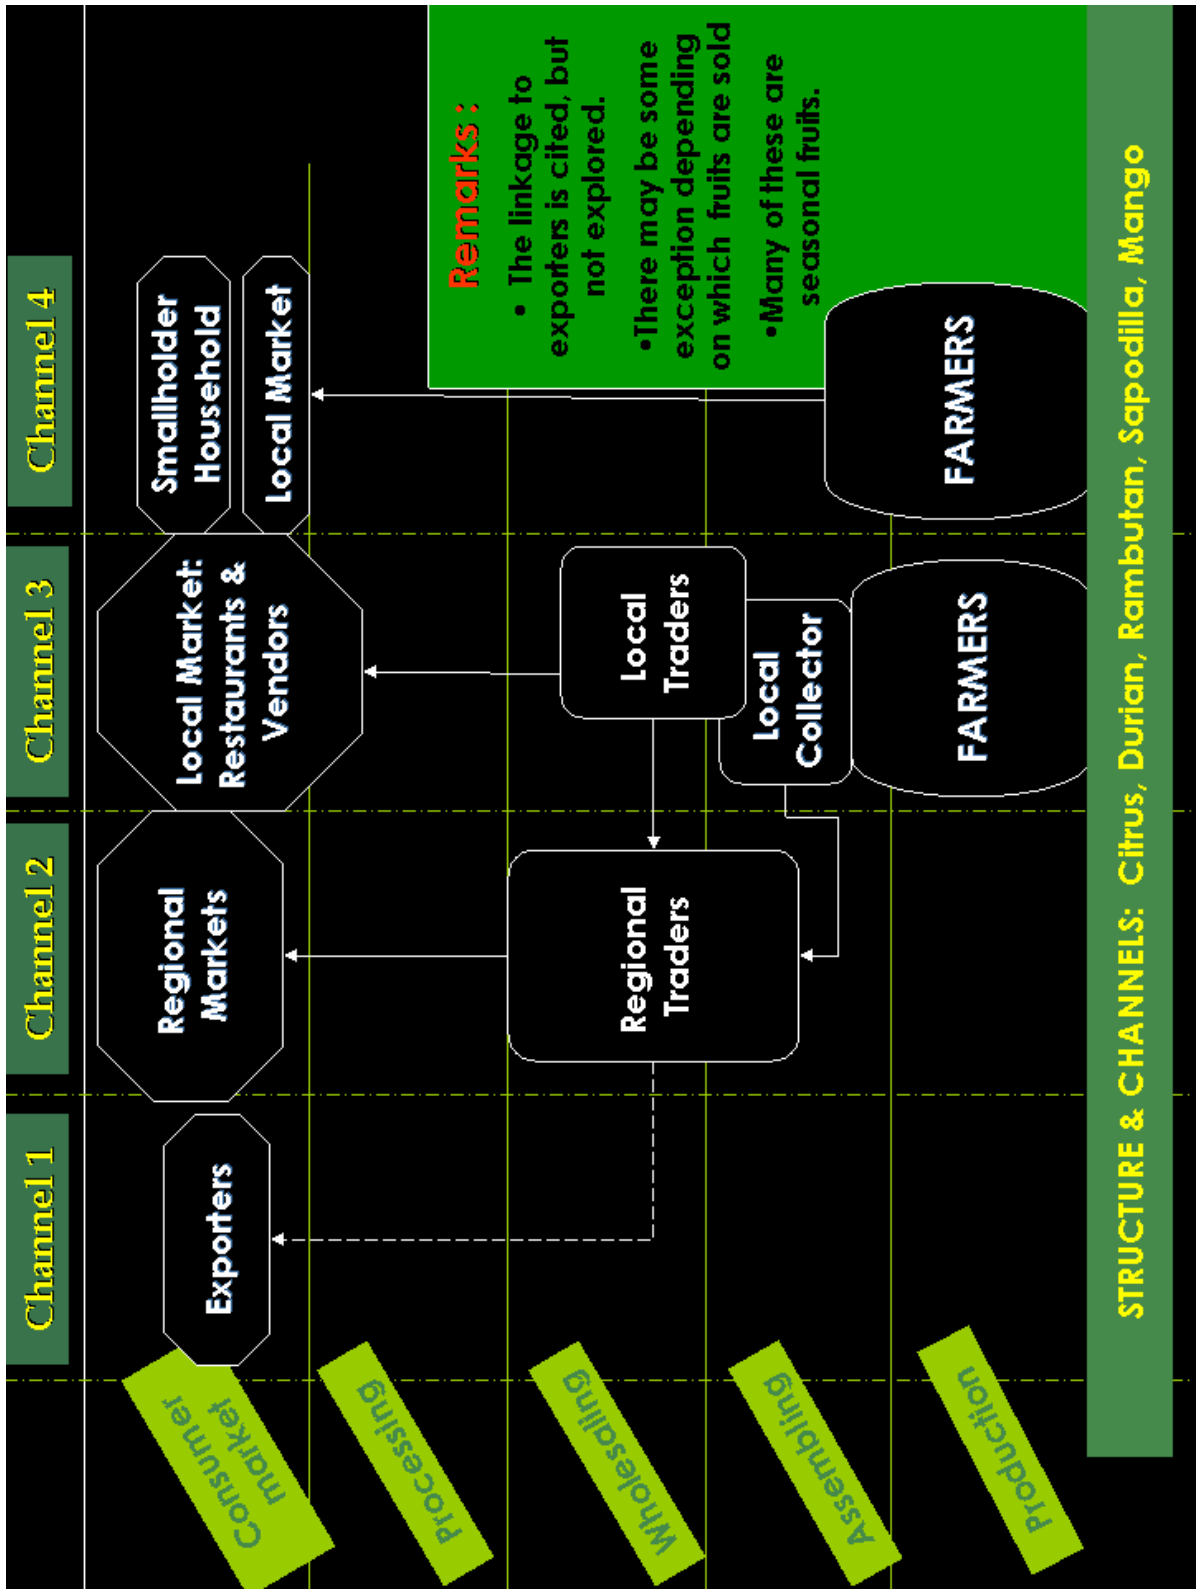 Channel 1
Channel 2
Channel 3
Channel 4
Consumer
market
Exporters
Regional
Markets
Local Market:
Restaurants &
Vendors
Smallholder
Household
Local Market
Processing
Wholesaling
Assembling
Production
Regional
Traders
Local
Traders
Local
Collector
FARMERS
FARMERS
Remarks :
• The linkage to
exporters is cited, but
not explored.
•There may be some
exception depending
on which fruits are sold
•Many of these are
seasonal fruits.
STRUCTURE & CHANNELS: Citrus, Durian, Rambutan, Sapodilla, Mango